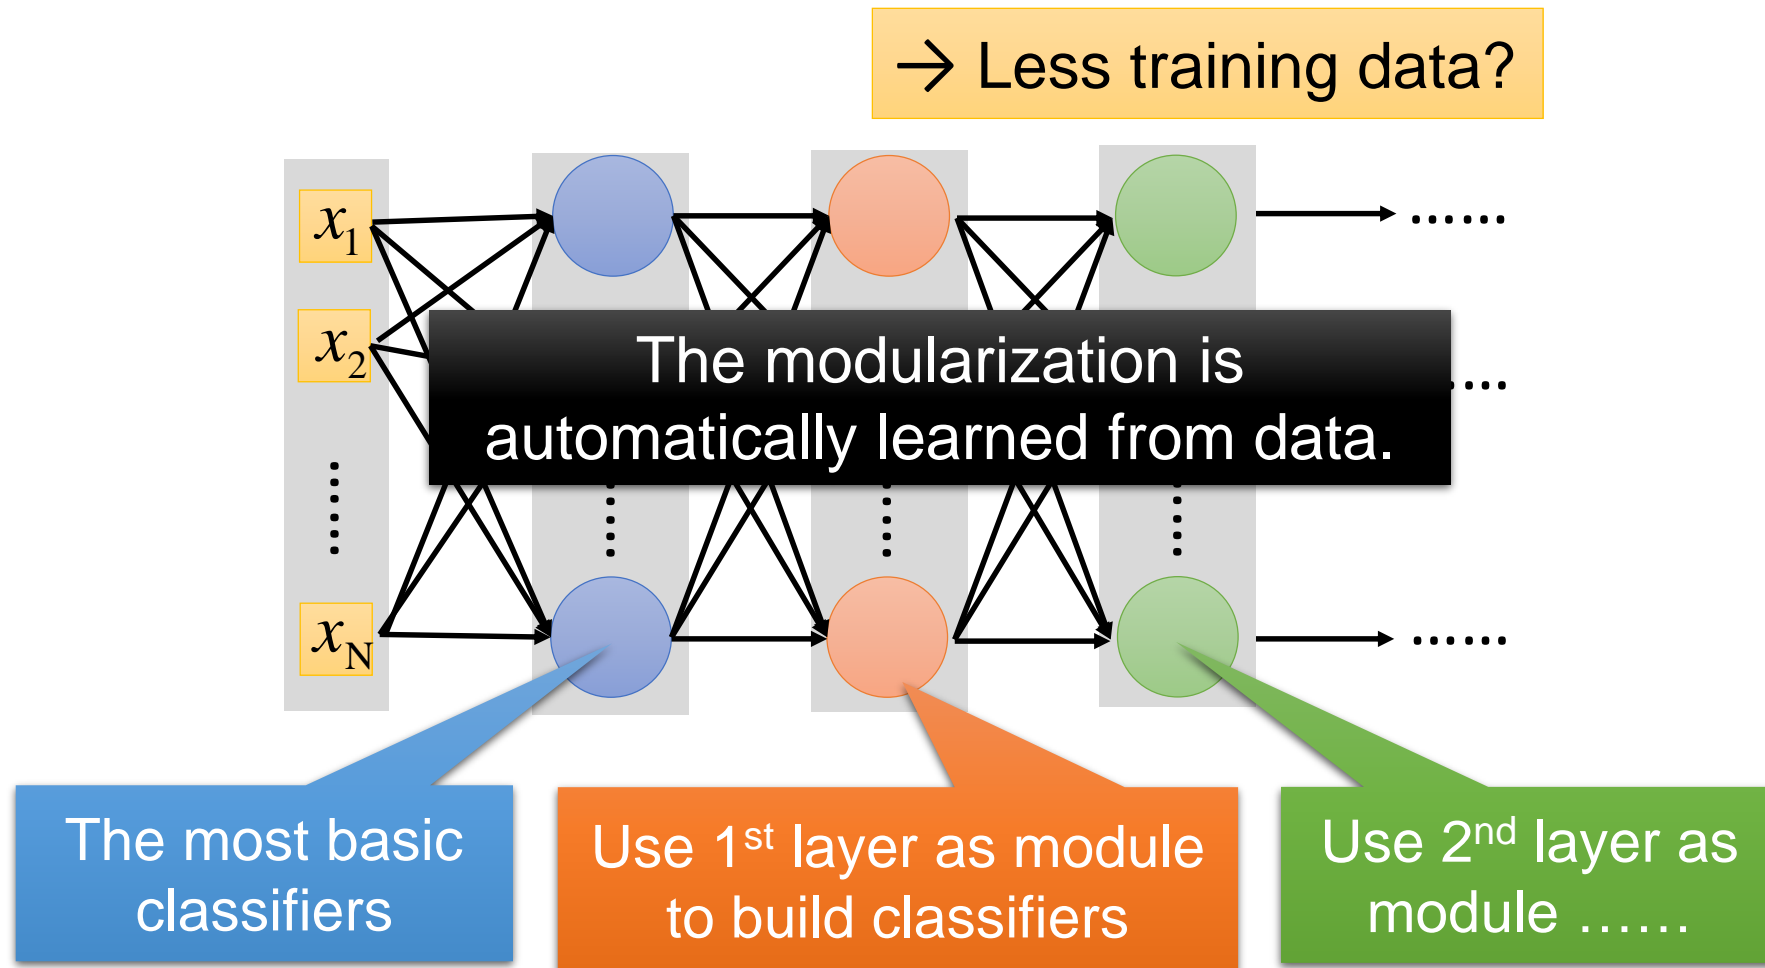 → Less training data?
x₁
x₂
x_N
......
......
......
The modularization is
automatically learned from data.
The most basic
classifiers
Use 1st layer as module
to build classifiers
Use 2nd layer as
module ......